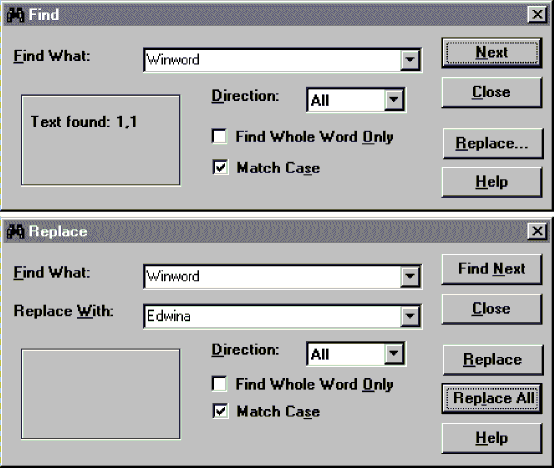 Find
Find What: Winword Next
Direction: All Close
Text found: 1,1
Find Whole Word Only Replace...
Match Case Help
Replace
Find What: Winword Find Next
Replace With: Edwina Close
Direction: All Replace
Find Whole Word Only Replace All
Match Case Help